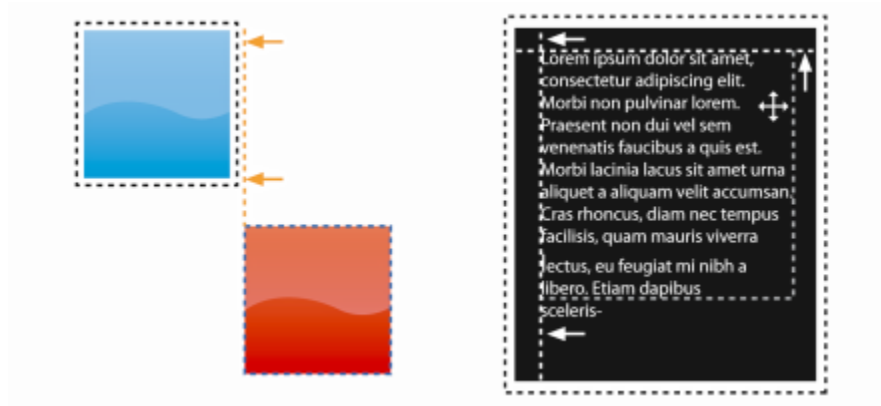 Lorem ipsum dolor sit amet,
consectetur adipiscing elit.
Morbi non pulvinar lorem.
Praesent non dui vel sem
venenatis faucibus a quis est.
Morbi lacinia lacus sit amet urna
aliquet a aliquam velit accumsan.
Cras rhoncus, diam nec tempus
facilisis, quam mauris viverra
lectus, eu feugiat mi nibh a
libero. Etiam dapibus
sceleris-